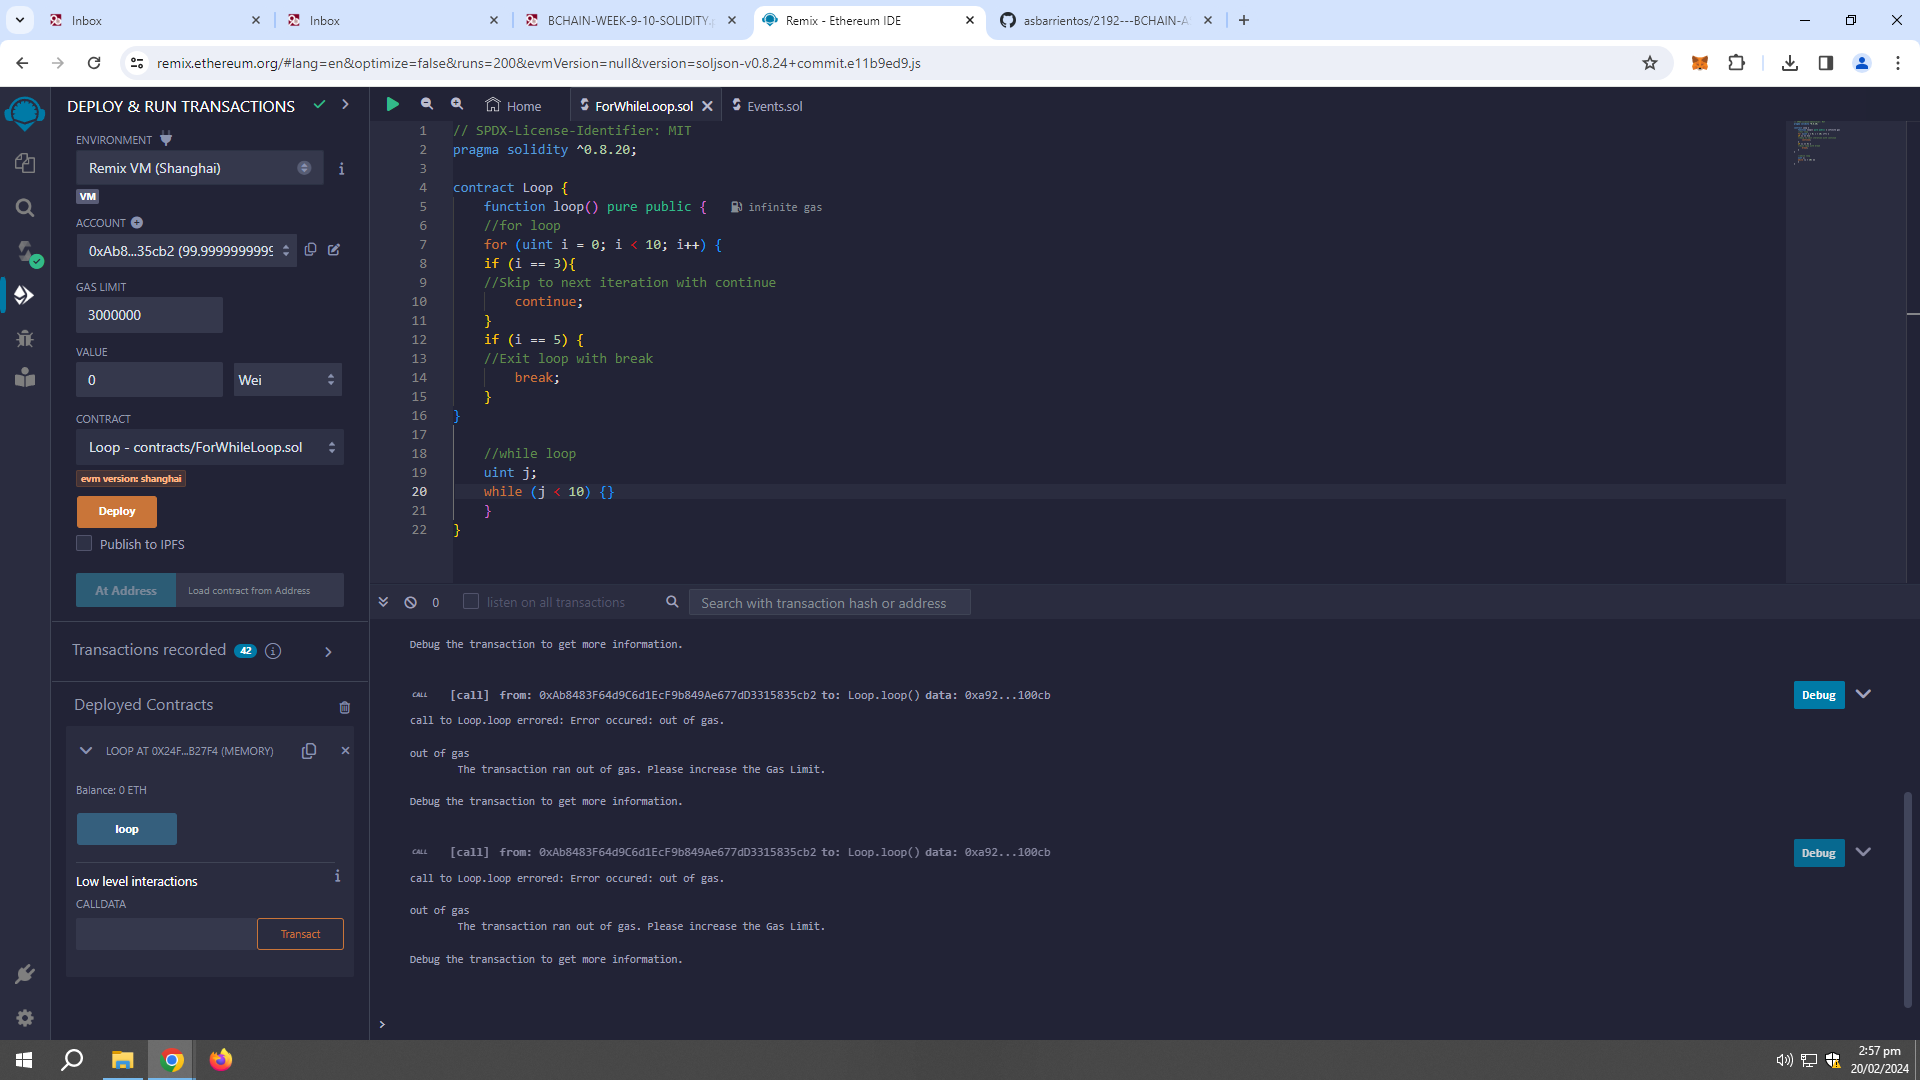 Inbox
Inbox
BCHAIN-WEEK-9-10-SOLIDITY.
Remix - Ethereum IDE
asbarrientos/2192---BCHAIN-A
remix.ethereum.org/#lang=en&optimize=false&runs=200&evmVersion=null&version=soljson-v0.8.24+commit.e11b9ed9.js
DEPLOY & RUN TRANSACTIONS
ENVIRONMENT
Remix VM (Shanghai)
VM
ACCOUNT
0xAb8...35cb2 (99.9999999999
GAS LIMIT
3000000
VALUE
0
Wei
CONTRACT
Loop - contracts/ForWhileLoop.sol
evm version: shanghai
Deploy
Publish to IPFS
At Address
Load contract from Address
Transactions recorded 42
Deployed Contracts
LOOP AT 0X24F...B27F4 (MEMORY)
Balance: 0 ETH
loop
Low level interactions
CALLDATA
Transact
Home
ForWhileLoop.sol
Events.sol
1 // SPDX-License-Identifier: MIT
2 pragma solidity ^0.8.20;
3
4 contract Loop {
5 function loop() pure public { infinite gas
6 //for loop
7 for (uint i = 0; i < 10; i++) {
8 if (i == 3){
9 //Skip to next iteration with continue
10 continue;
11 }
12 if (i == 5) {
13 //Exit loop with break
14 break;
15 }
16 }
17
18 //while loop
19 uint j;
20 while (j < 10) {}
21 }
22 }
0
listen on all transactions
Search with transaction hash or address
Debug the transaction to get more information.
CALL [call] from: 0xAb8483F64d9C6d1EcF9b849Ae677dD3315835cb2 to: Loop.loop() data: 0xa92...100cb
Debug
call to Loop.loop errored: Error occured: out of gas.
out of gas
The transaction ran out of gas. Please increase the Gas Limit.
Debug the transaction to get more information.
CALL [call] from: 0xAb8483F64d9C6d1EcF9b849Ae677dD3315835cb2 to: Loop.loop() data: 0xa92...100cb
Debug
call to Loop.loop errored: Error occured: out of gas.
out of gas
The transaction ran out of gas. Please increase the Gas Limit.
Debug the transaction to get more information.
>
2:57 pm
20/02/2024